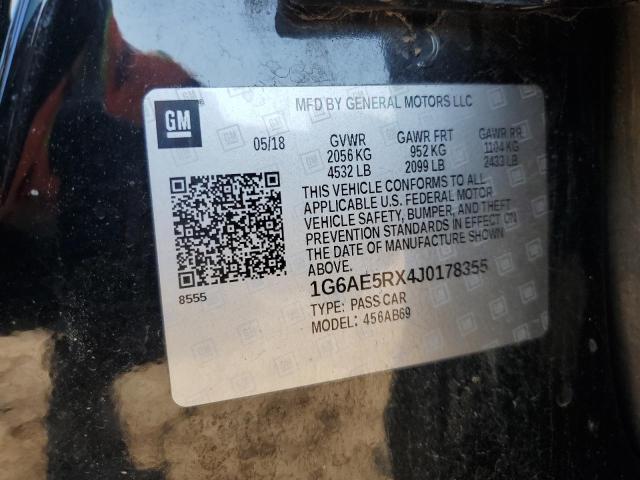 MFD BY GENERAL MOTORS LLC
GM
05/18 GVWR GAWR FRT GAWR RR
2056 KG 952 KG 1104 KG
4532 LB 2099 LB 2433 LB
THIS VEHICLE CONFORMS TO ALL
APPLICABLE U.S. FEDERAL MOTOR
VEHICLE SAFETY, BUMPER, AND THEFT
PREVENTION STANDARDS IN EFFECT ON
THE DATE OF MANUFACTURE SHOWN
ABOVE.
8555
1G6AE5RX4J0178355
TYPE: PASS CAR
MODEL: 456AB69